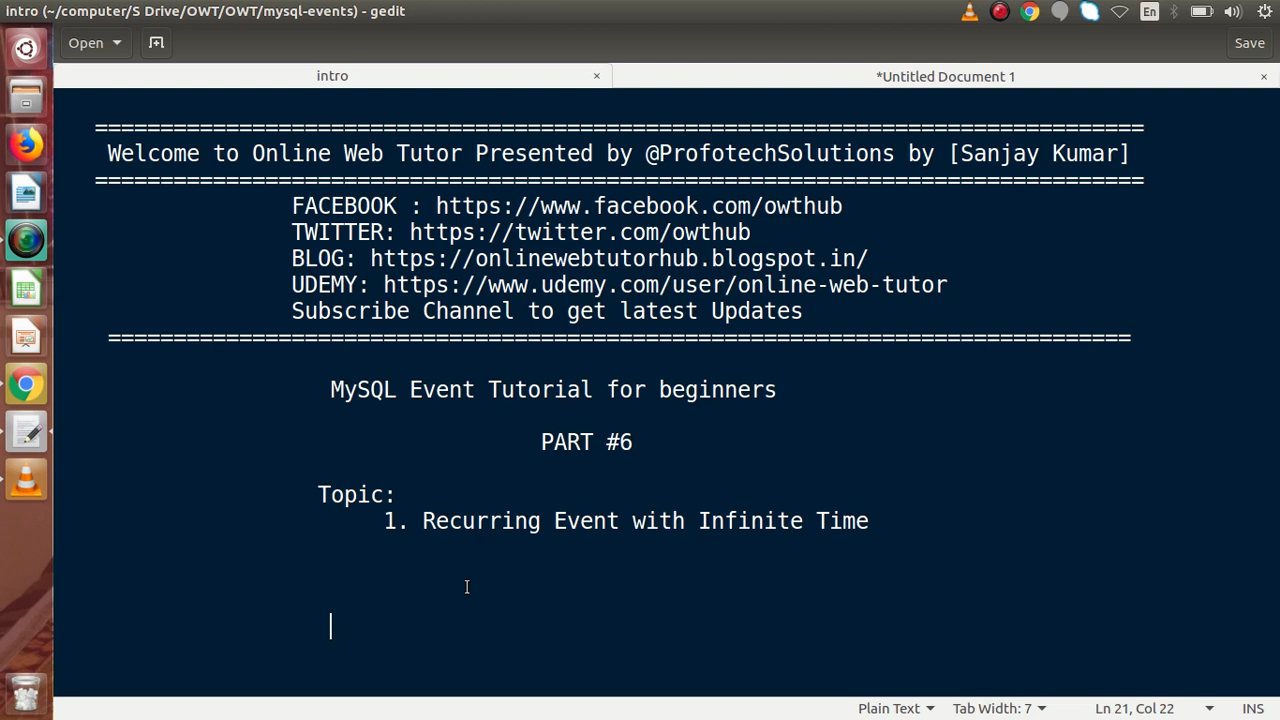 intro (~/computer/S Drive/OWT/OWT/mysql-events) - gedit
En
Open
Save
intro ×
*Untitled Document 1 ×
================================================================================
Welcome to Online Web Tutor Presented by @ProfotechSolutions by [Sanjay Kumar]
================================================================================
FACEBOOK : https://www.facebook.com/owthub
TWITTER: https://twitter.com/owthub
BLOG: https://onlinewebtutorhub.blogspot.in/
UDEMY: https://www.udemy.com/user/online-web-tutor
Subscribe Channel to get latest Updates
==============================================================================
MySQL Event Tutorial for beginners
PART #6
Topic:
1. Recurring Event with Infinite Time
Plain Text Tab Width: 7 Ln 21, Col 22 INS